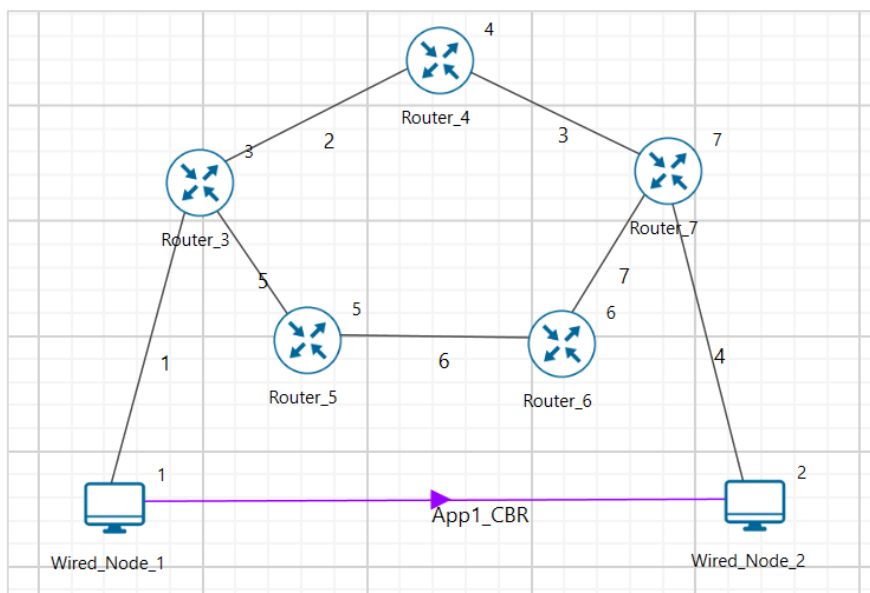 4
Router_4
2
3
3
7
Router_3
Router_7
5
5
7
6
6
Router_5
Router_6
1
4
1
2
App1_CBR
Wired_Node_1
Wired_Node_2